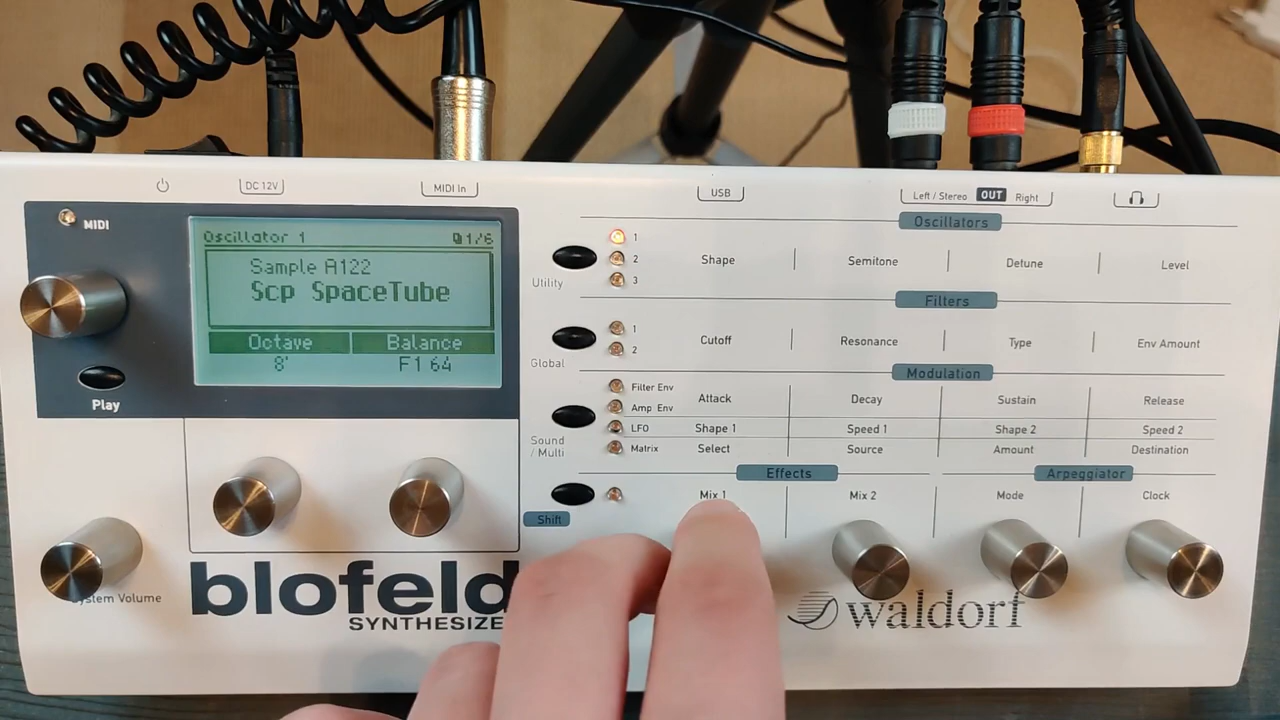 DC 12V
MIDI In
USB
Left / Stereo OUT Right
MIDI
Oscillator 1 1/6
Sample A122
Scp SpaceTube
Octave Balance
8' F1 64
Play
Oscillators
1
2
3
Utility
Shape Semitone Detune Level
Filters
1
2
Global
Cutoff Resonance Type Env Amount
Modulation
Filter Env Attack Decay Sustain Release
Amp Env
LFO Shape 1 Speed 1 Shape 2 Speed 2
Sound
/ Multi
Matrix Select Source Amount Destination
Effects Arpeggiator
Mix 1 Mix 2 Mode Clock
Shift
System Volume
blofeld
SYNTHESIZE
waldorf